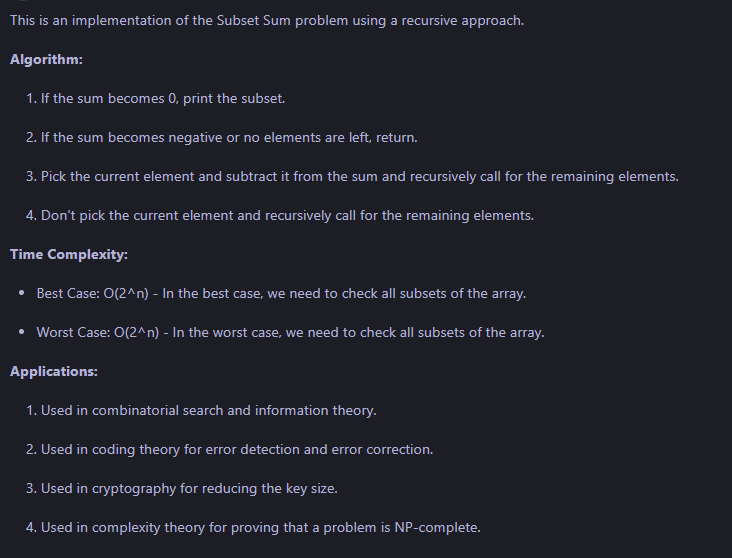 This is an implementation of the Subset Sum problem using a recursive approach.
Algorithm:
1. If the sum becomes 0, print the subset.
2. If the sum becomes negative or no elements are left, return.
3. Pick the current element and subtract it from the sum and recursively call for the remaining elements.
4. Don't pick the current element and recursively call for the remaining elements.
Time Complexity:
• Best Case: O(2^n) - In the best case, we need to check all subsets of the array.
• Worst Case: O(2^n) - In the worst case, we need to check all subsets of the array.
Applications:
1. Used in combinatorial search and information theory.
2. Used in coding theory for error detection and error correction.
3. Used in cryptography for reducing the key size.
4. Used in complexity theory for proving that a problem is NP-complete.